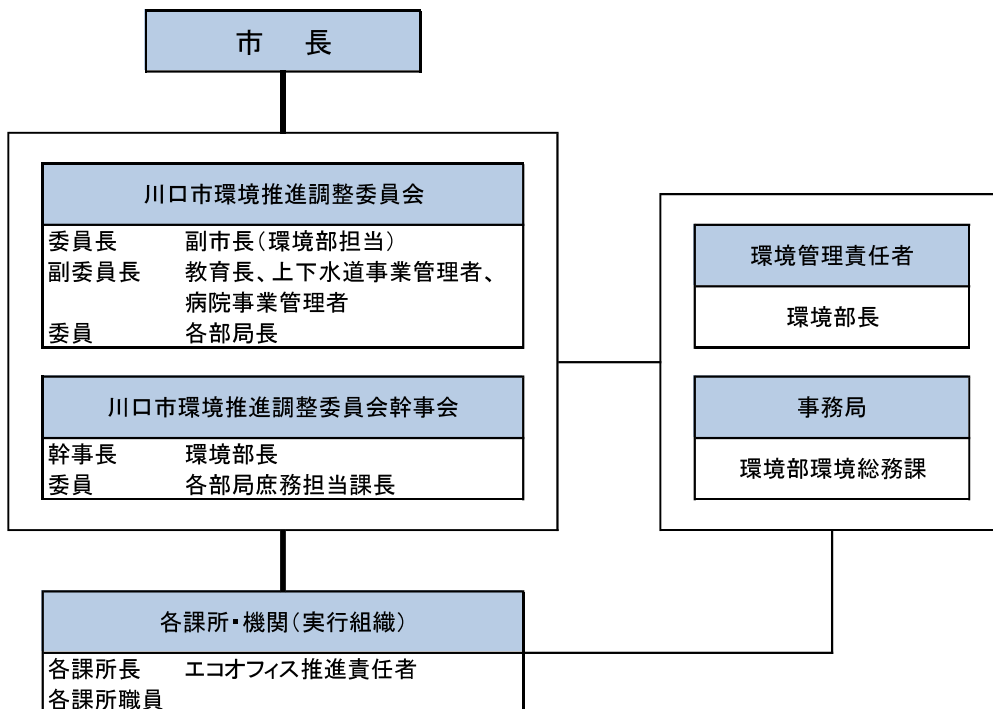 市　長
川口市環境推進調整委員会
委員長　副市長（環境部担当）
副委員長　教育長、上下水道事業管理者、
病院事業管理者
委員　各部局長
川口市環境推進調整委員会幹事会
幹事長　環境部長
委員　各部局庶務担当課長
環境管理責任者
環境部長
事務局
環境部環境総務課
各課所・機関（実行組織）
各課所長　エコオフィス推進責任者
各課所職員